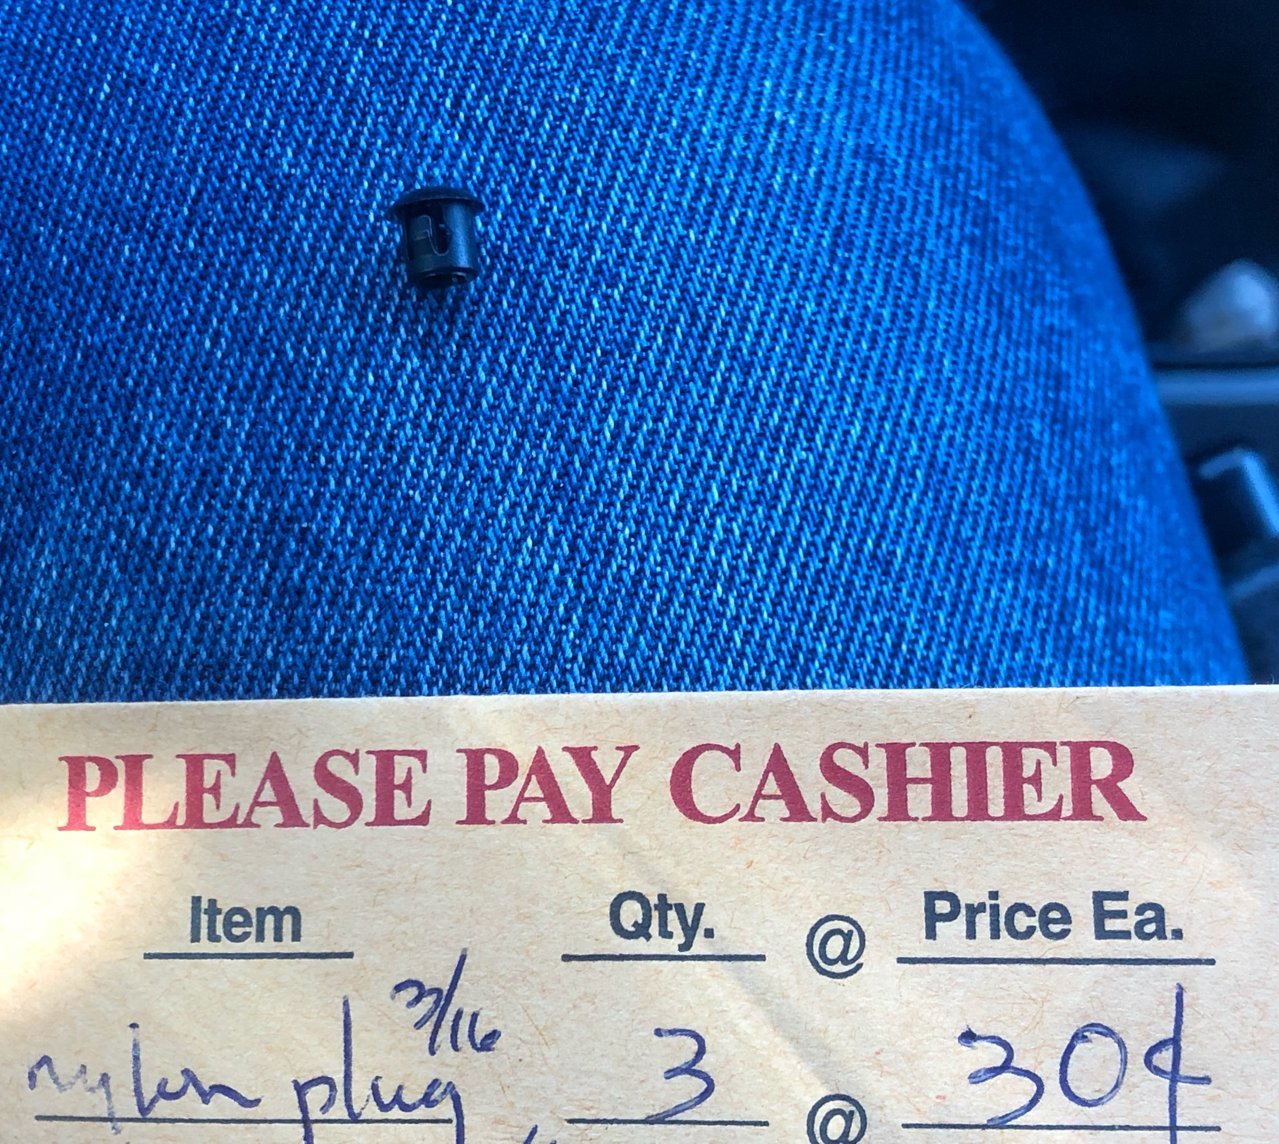 PLEASE PAY CASHIER
Item Qty. @ Price Ea.
nylon plug 3/16 3 @ 30¢